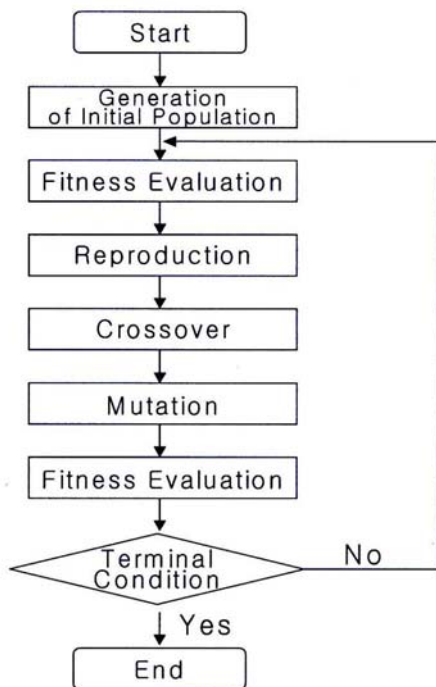 Start
Generation
of Initial Population
Fitness Evaluation
Reproduction
Crossover
Mutation
Fitness Evaluation
Terminal
Condition
No
Yes
End